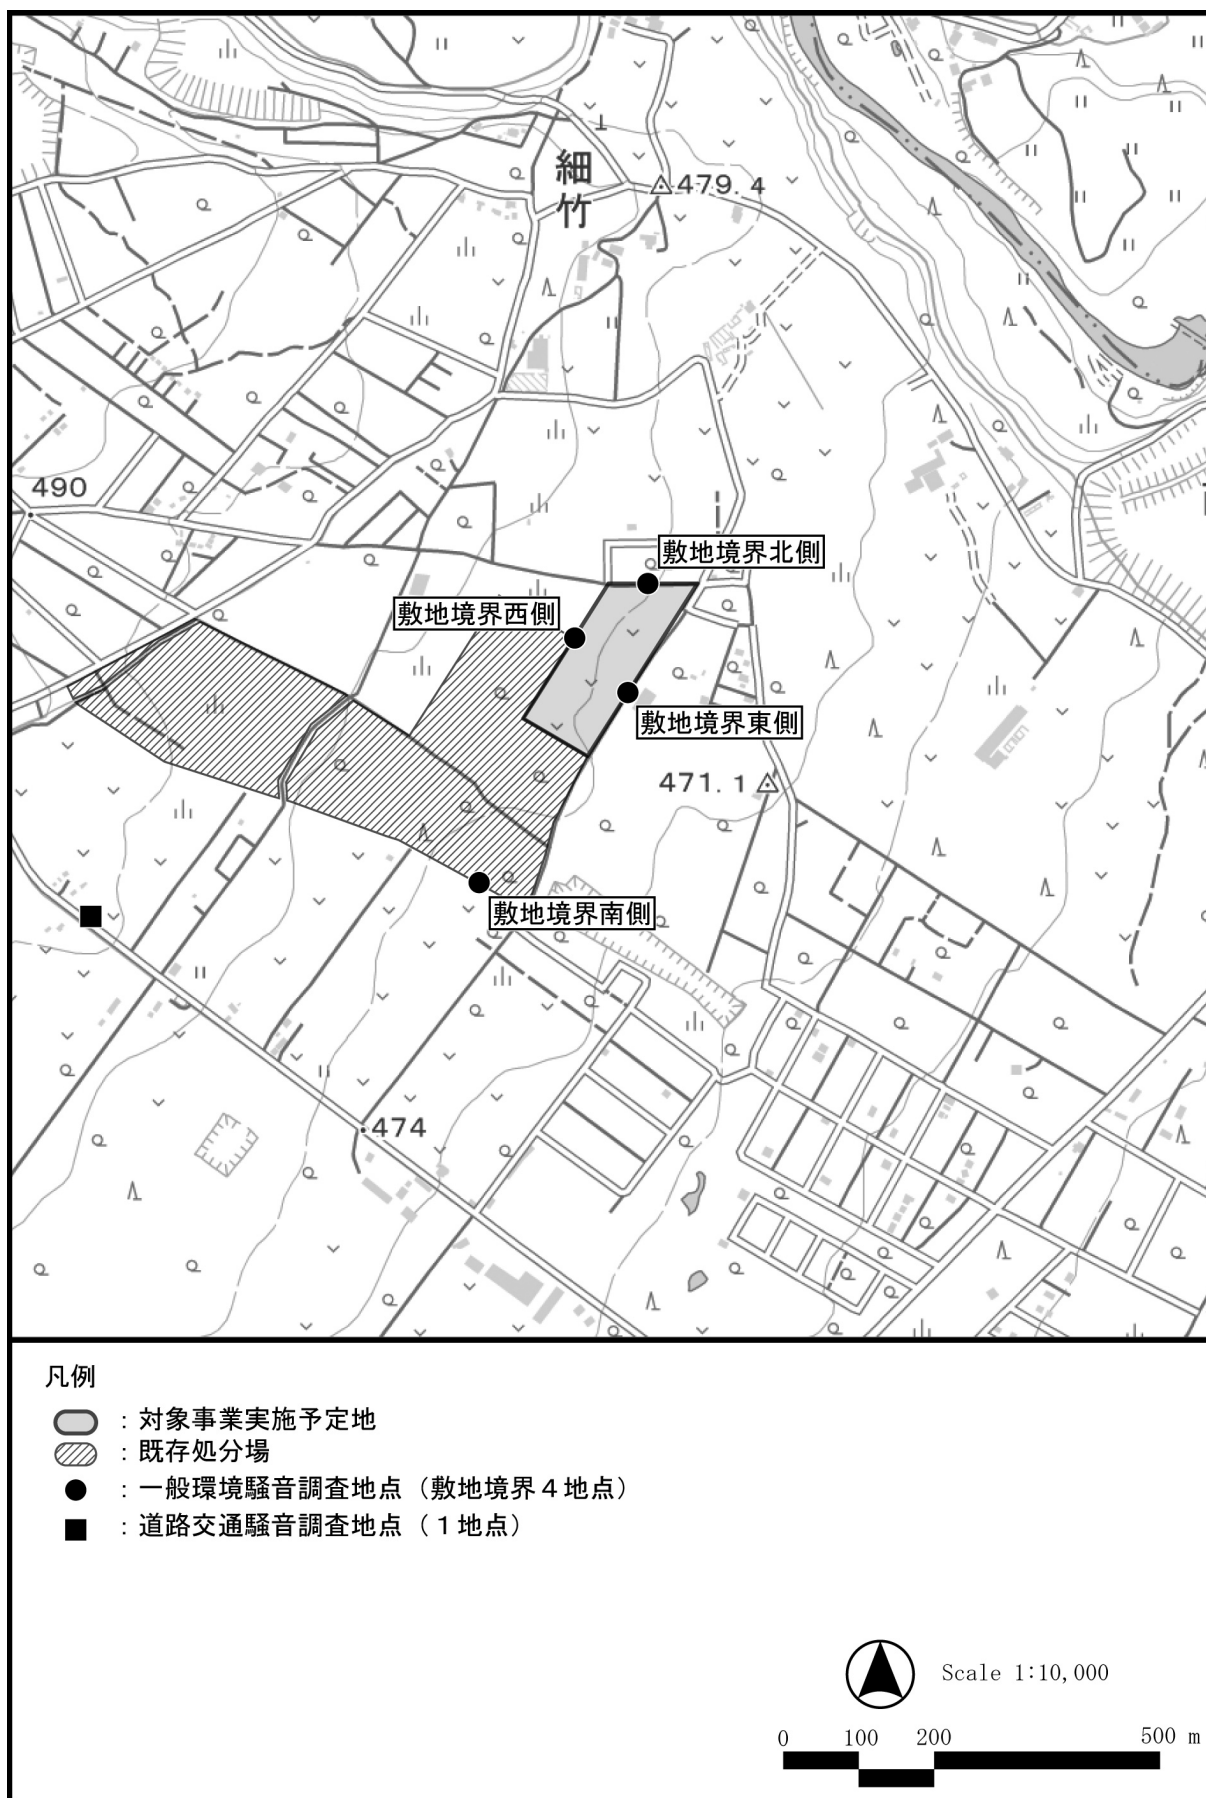 細竹
479.4
490
敷地境界北側
敷地境界西側
敷地境界東側
471.1
敷地境界南側
474
凡例
：対象事業実施予定地
：既存処分場
：一般環境騒音調査地点（敷地境界４地点）
：道路交通騒音調査地点（１地点）
Scale 1:10,000
0 100 200 500 m